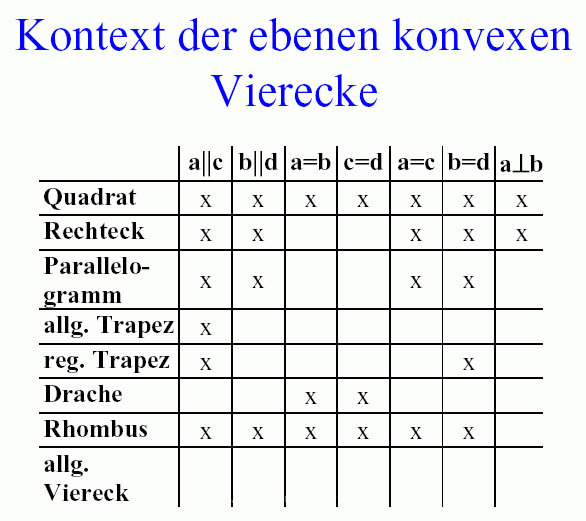 Kontext der ebenen konvexen
Vierecke
a||c b||d a=b c=d a=c b=d a⊥b
Quadrat x x x x x x x
Rechteck x x x x x
Parallelo-
gramm x x x x
allg. Trapez x
reg. Trapez x x
Drache x x
Rhombus x x x x x x
allg.
Viereck